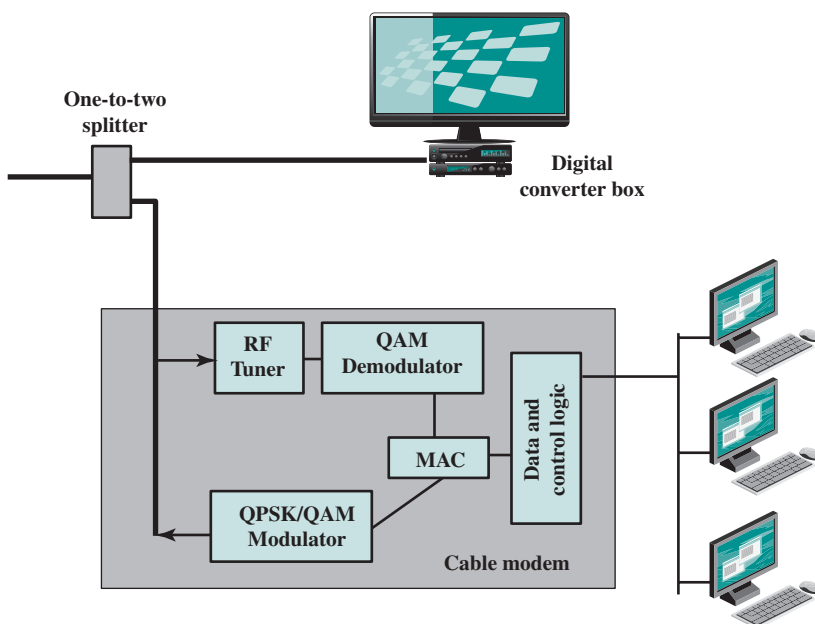 One-to-two
splitter
Digital
converter box
RF
Tuner
QAM
Demodulator
Data and
control logic
MAC
QPSK/QAM
Modulator
Cable modem